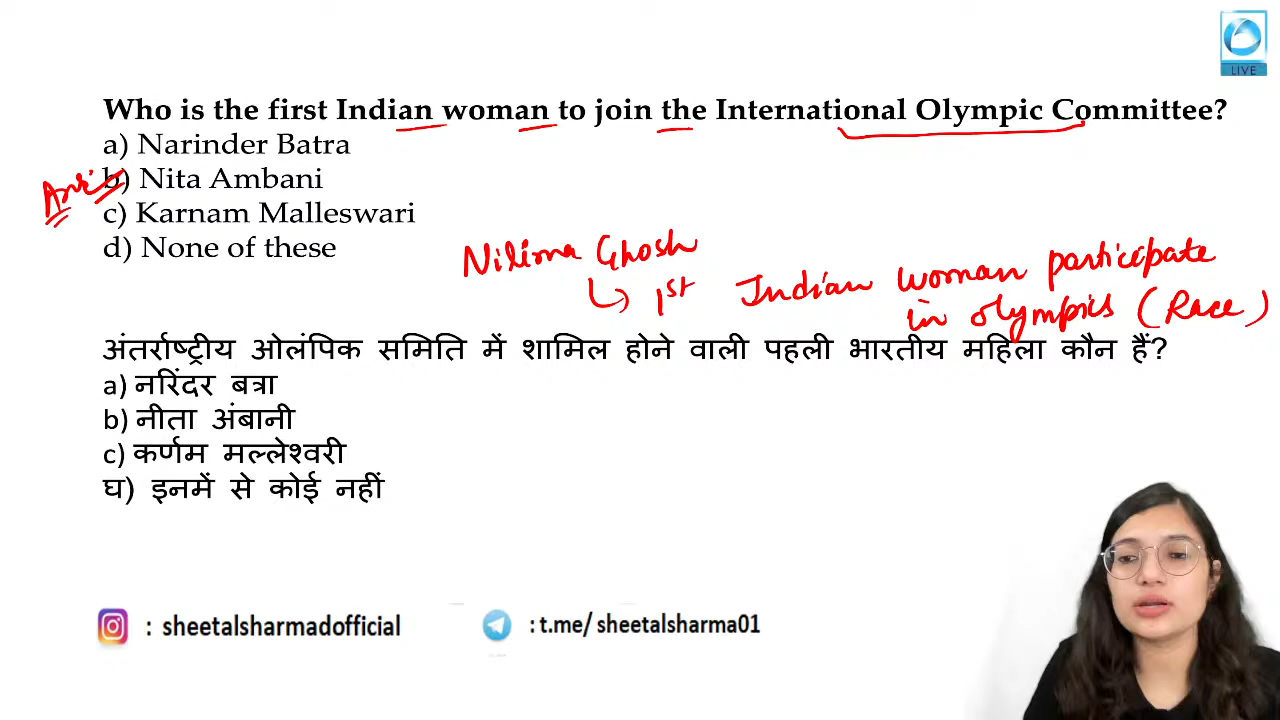 LIVE
Who is the first Indian woman to join the International Olympic Committee?
a) Narinder Batra
Ans. b) Nita Ambani
c) Karnam Malleswari
d) None of these
Nilima Ghosh
1st Indian woman participate
in olympics (Race)
अंतर्राष्ट्रीय ओलंपिक समिति में शामिल होने वाली पहली भारतीय महिला कौन हैं?
a) नरिंदर बत्रा
b) नीता अंबानी
c) कर्णम मल्लेश्वरी
घ) इनमें से कोई नहीं
: sheetalsharmadofficial
: t.me/ sheetalsharma01